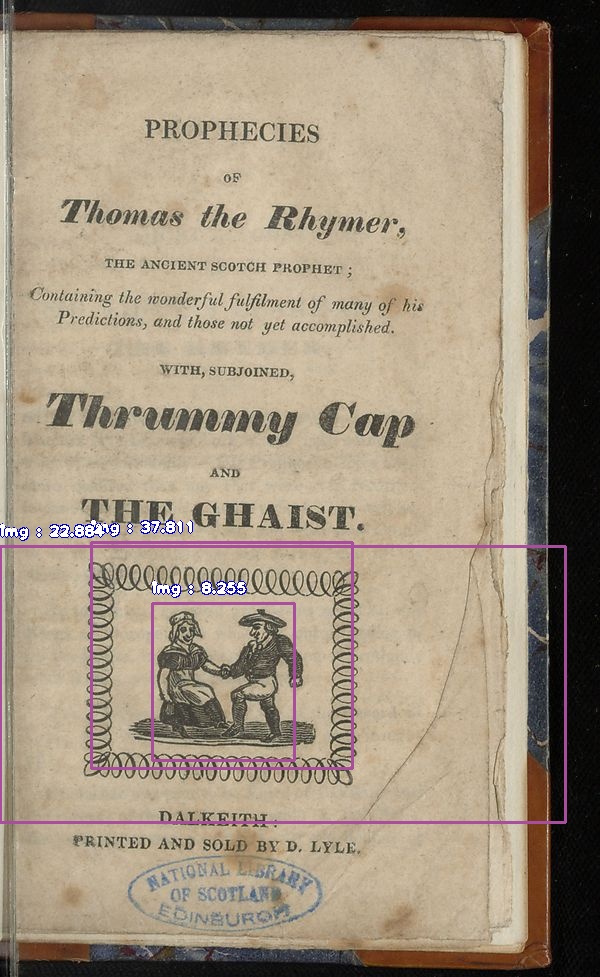 PROPHECIES
OF
Thomas the Rhymer,
THE ANCIENT SCOTCH PROPHET;
Containing the wonderful fulfilment of many of his
Predictions, and those not yet accomplished.
WITH, SUBJOINED,
Thrummy Cap
AND
THE GHAIST.
Img : 22.884
Img : 37.811
Img : 8.255
DALKEITH:
PRINTED AND SOLD BY D. LYLE.
NATIONAL LIBRARY
OF SCOTLAND
EDINBURGH